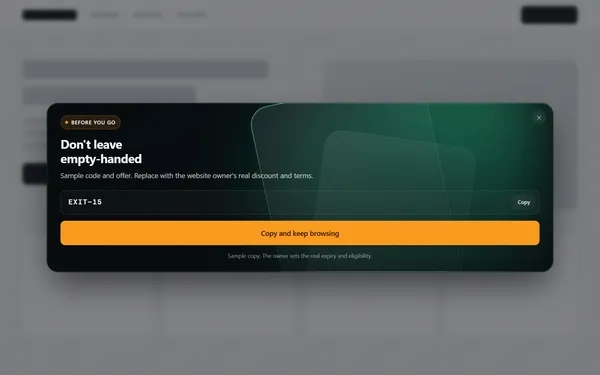 BEFORE YOU GO
Don't leave
empty-handed
Sample code and offer. Replace with the website owner's real discount and terms.
EXIT-15
Copy
Copy and keep browsing
Sample copy. The owner sets the real expiry and eligibility.